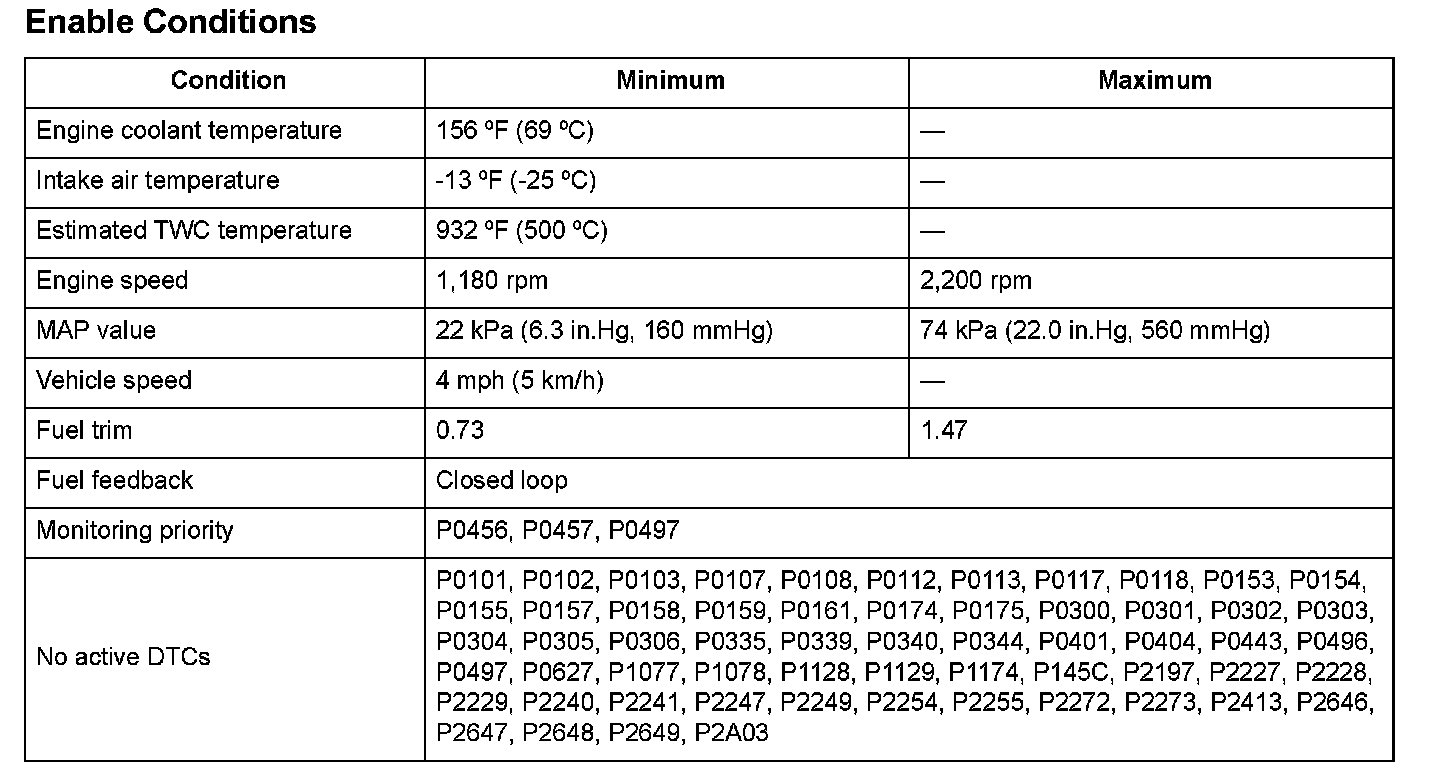 Enable Conditions
Condition Minimum Maximum
Engine coolant temperature 156 ºF (69 ºC) —
Intake air temperature -13 ºF (-25 ºC) —
Estimated TWC temperature 932 ºF (500 ºC) —
Engine speed 1,180 rpm 2,200 rpm
MAP value 22 kPa (6.3 in.Hg, 160 mmHg) 74 kPa (22.0 in.Hg, 560 mmHg)
Vehicle speed 4 mph (5 km/h) —
Fuel trim 0.73 1.47
Fuel feedback Closed loop
Monitoring priority P0456, P0457, P0497
No active DTCs
P0101, P0102, P0103, P0107, P0108, P0112, P0113, P0117, P0118, P0153, P0154,
P0155, P0157, P0158, P0159, P0161, P0174, P0175, P0300, P0301, P0302, P0303,
P0304, P0305, P0306, P0335, P0339, P0340, P0344, P0401, P0404, P0443, P0496,
P0497, P0627, P1077, P1078, P1128, P1129, P1174, P145C, P2197, P2227, P2228,
P2229, P2240, P2241, P2247, P2249, P2254, P2255, P2272, P2273, P2413, P2646,
P2647, P2648, P2649, P2A03